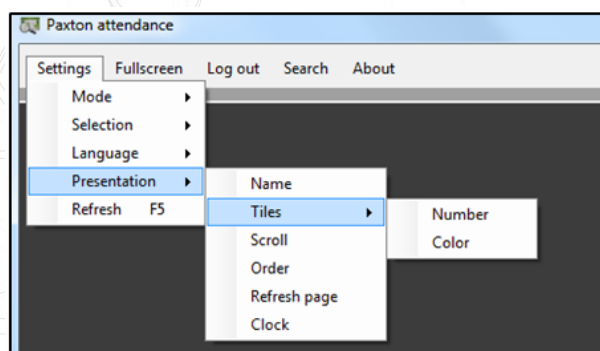 Paxton attendance
Settings Fullscreen Log out Search About
Mode
Selection
Language
Presentation
Refresh F5
Name
Tiles
Scroll
Order
Refresh page
Clock
Number
Color